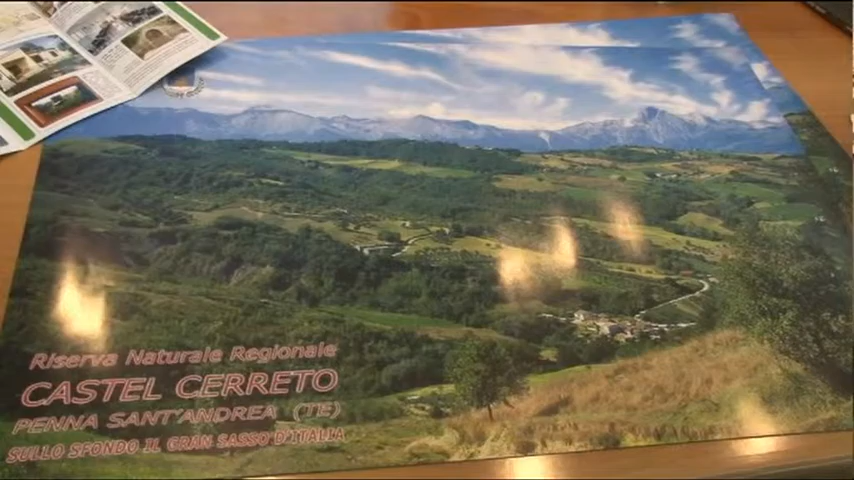 Riserva Naturale Regionale
CASTEL CERRETO
PENNA SANT'ANDREA (TE)
SULLO SFONDO IL GRAN SASSO D'ITALIA